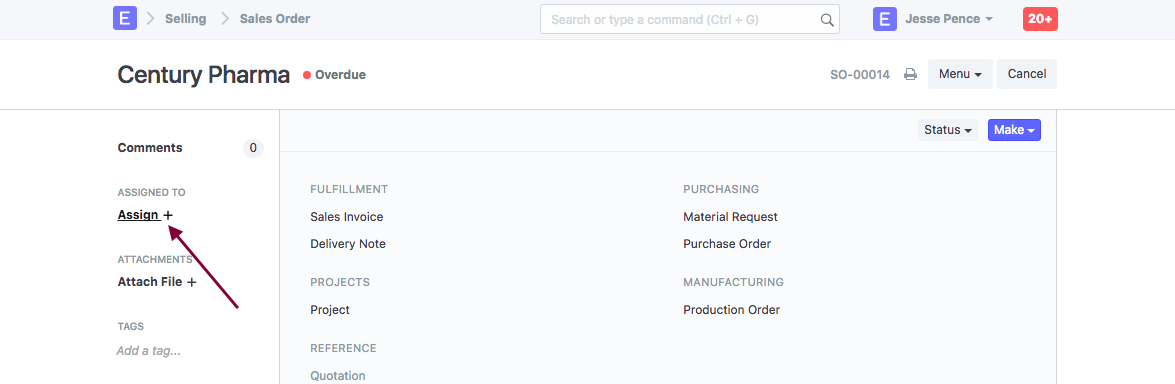 E Selling Sales Order Search or type a command (Ctrl + G) E Jesse Pence 20+
Century Pharma Overdue SO-00014 Menu Cancel
Status Make
Comments 0
ASSIGNED TO
Assign +
ATTACHMENTS
Attach File +
TAGS
Add a tag...
FULFILLMENT
Sales Invoice
Delivery Note
PROJECTS
Project
REFERENCE
Quotation
PURCHASING
Material Request
Purchase Order
MANUFACTURING
Production Order